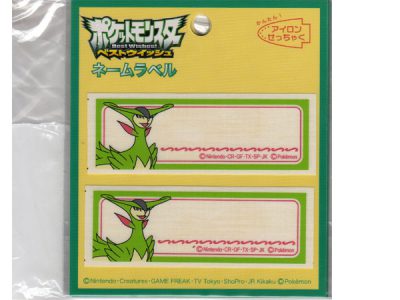 ポケットモンスター
Best Wishes!
ベストウイッシュ
ネームラベル
かんたん!
アイロン
せっちゃく
©Nintendo・CR・GF・TX・SP・JK ©Pokémon
©Nintendo・CR・GF・TX・SP・JK ©Pokémon
©Nintendo・Creatures・GAME FREAK・TV Tokyo・ShoPro・JR Kikaku ©Pokémon